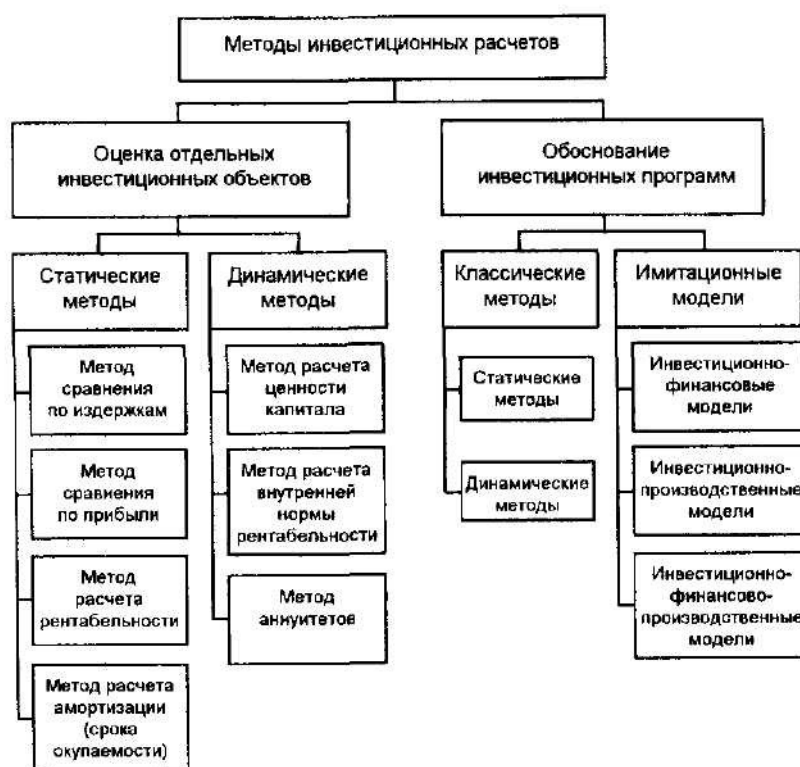 Методы инвестиционных расчетов
Оценка отдельных
инвестиционных объектов
Обоснование
инвестиционных программ
Статические
методы
Динамические
методы
Классические
методы
Имитационные
модели
Метод
сравнения
по издержкам
Метод
сравнения
по прибыли
Метод
расчета
рентабельности
Метод расчета
амортизации
(срока
окупаемости)
Метод расчета
ценности
капитала
Метод расчета
внутренней
нормы
рентабельности
Метод
аннуитетов
Статические
методы
Динамические
методы
Инвестиционно-
финансовые
модели
Инвестиционно-
производственные
модели
Инвестиционно-
финансово-
производственные
модели